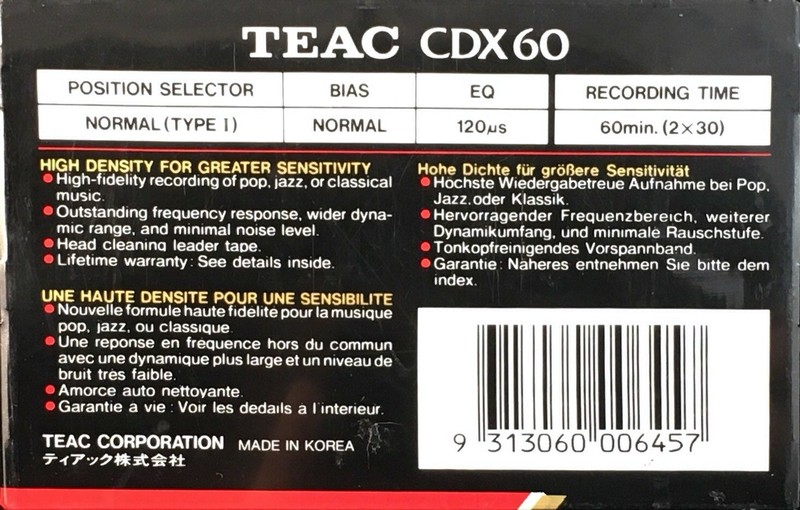 TEAC CDX60
POSITION SELECTOR BIAS EQ RECORDING TIME
NORMAL (TYPE I) NORMAL 120µs 60min. (2×30)
HIGH DENSITY FOR GREATER SENSITIVITY
High-fidelity recording of pop, jazz, or classical
music.
Outstanding frequency response, wider dyna-
mic range, and minimal noise level.
Head cleaning leader tape.
Lifetime warranty: See details inside.
UNE HAUTE DENSITE POUR UNE SENSIBILITE
Nouvelle formule haute fidelite pour la musique
pop, jazz, ou classique.
Une reponse en frequence hors du commun
avec une dynamique plus large et un niveau de
bruit très faible.
Amorce auto nettoyante.
Garantie a vie : Voir les dedails a l'interieur.
TEAC CORPORATION MADE IN KOREA
ティアック株式会社
Hohe Dichte für größere Sensitivität
Höchste Wiedergabetreue Aufnahme bei Pop,
Jazz, oder Klassik.
Hervorragender Frequenzbereich, weiterer
Dynamikumfang, und minimale Rauschstufe.
Tonkopfreinigendes Vorspannband.
Garantie: Näheres entnehmen Sie bitte dem
index.
9 313060 006457